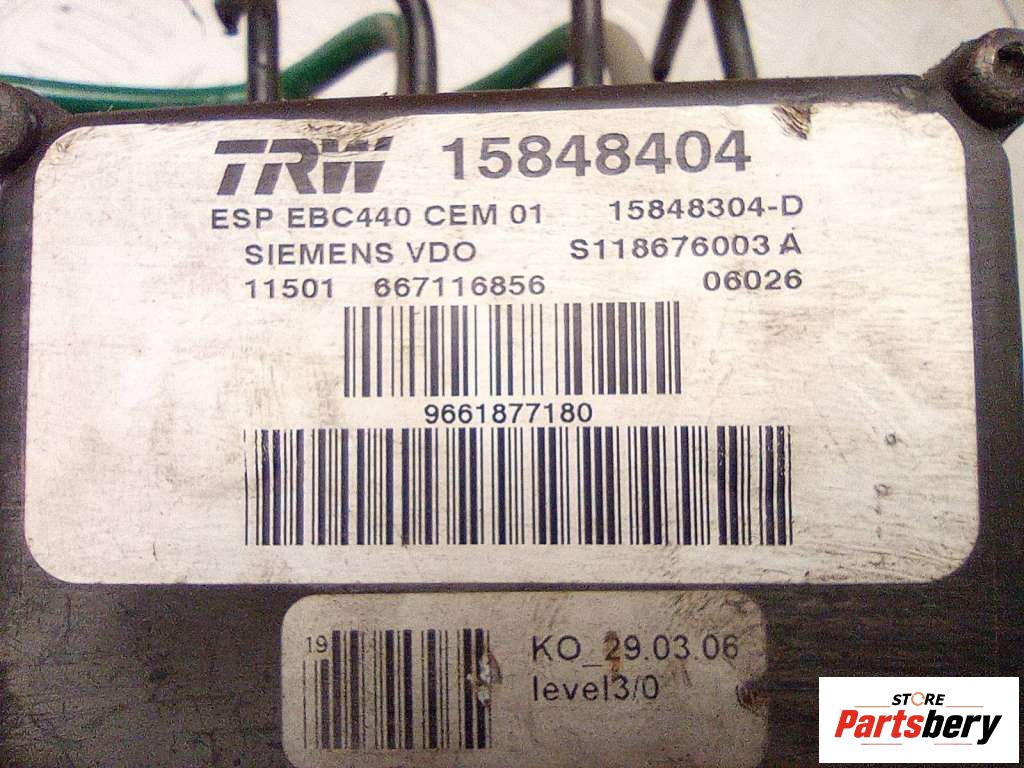 TRW 15848404
ESP EBC440 CEM 01 15848304-D
SIEMENS VDO S118676003 A
11501 667116856 06026
9661877180
19
KO_29.03.06
level3/0
STORE
Partsbery